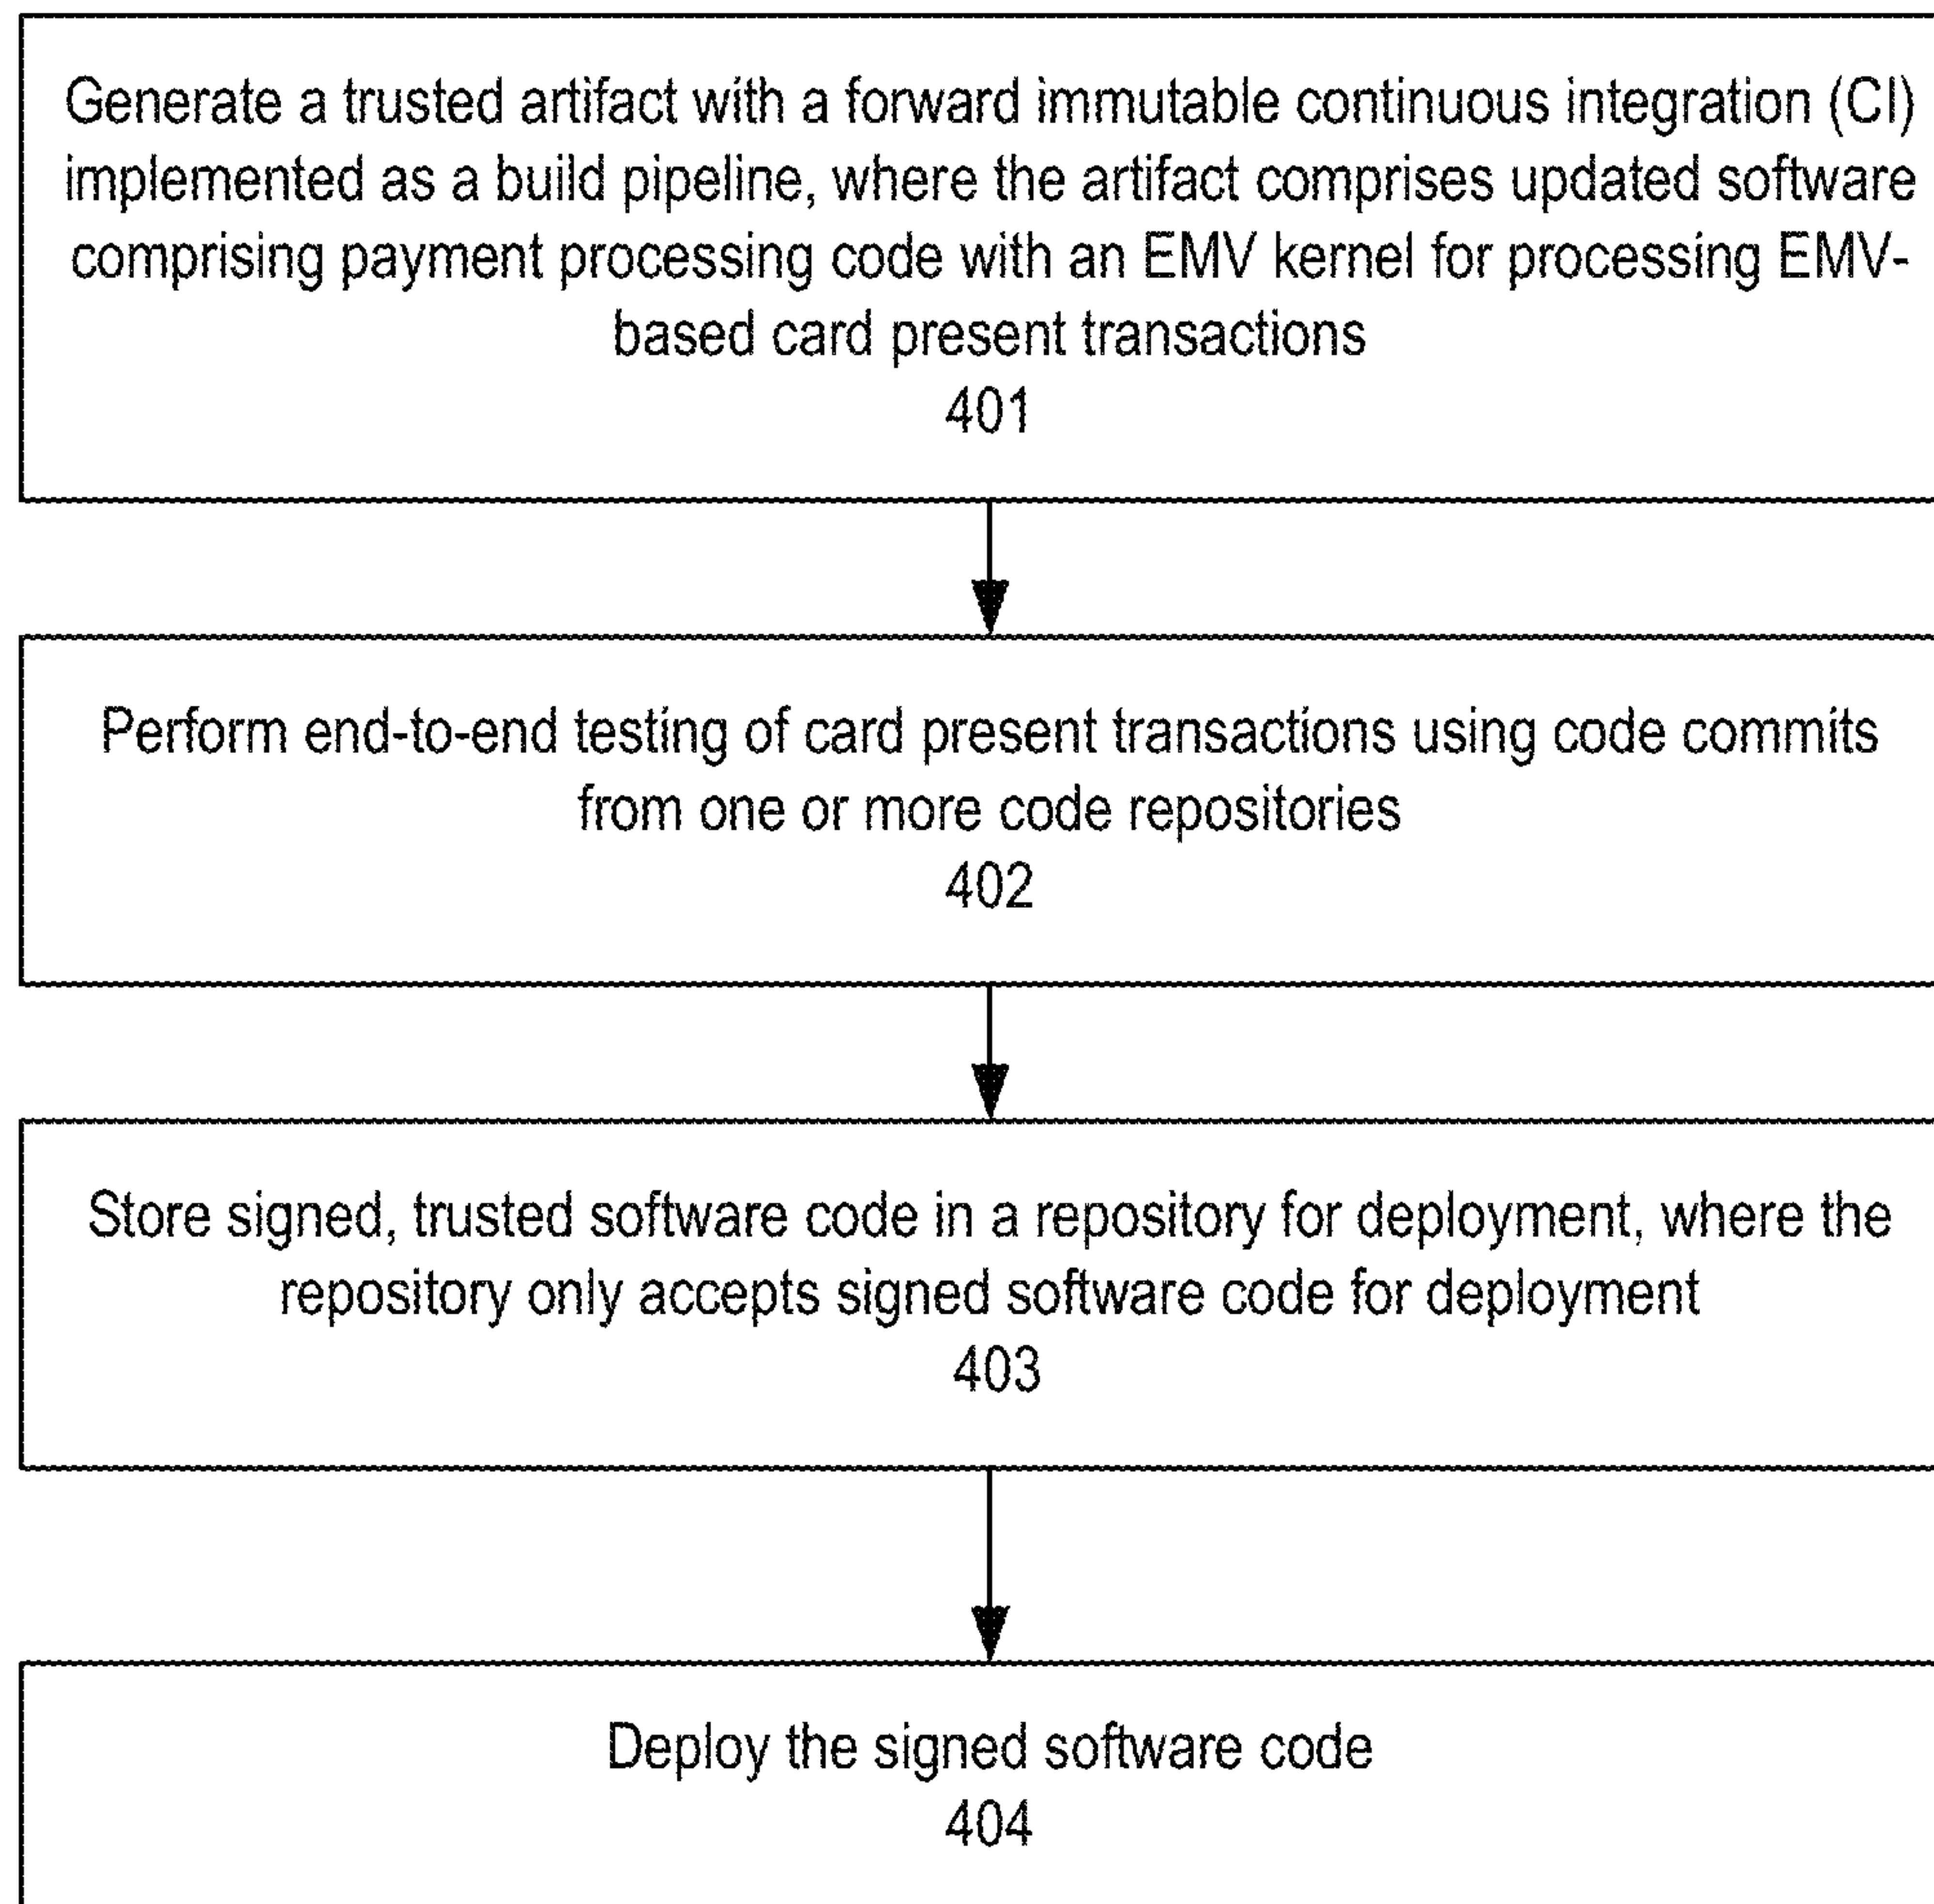 Generate a trusted artifact with a forward immutable continuous integration (CI)
implemented as a build pipeline, where the artifact comprises updated software
comprising payment processing code with an EMV kernel for processing EMV-
based card present transactions
401
Perform end-to-end testing of card present transactions using code commits
from one or more code repositories
402
Store signed, trusted software code in a repository for deployment, where the
repository only accepts signed software code for deployment
403
Deploy the signed software code
404